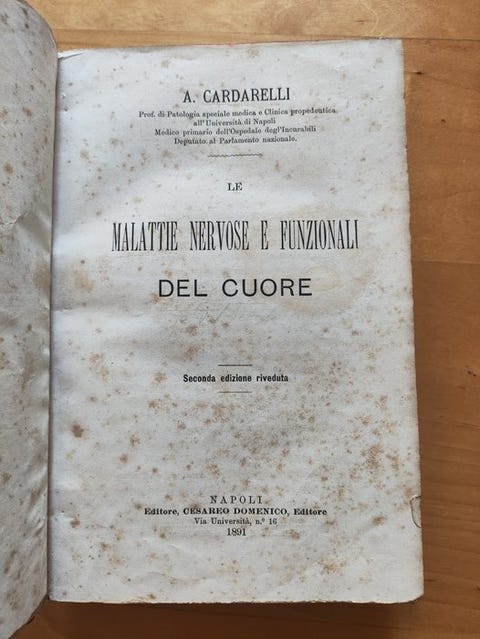 A. CARDARELLI
Prof. di Patologia speciale medica e Clinica propedeutica
all'Università di Napoli
Medico primario dell'Ospedale degl'Incurabili
Deputato al Parlamento nazionale.
LE
MALATTIE NERVOSE E FUNZIONALI
DEL CUORE
Seconda edizione riveduta
NAPOLI
Editore, CESAREO DOMENICO, Editore
Via Università, n.º 16
1891